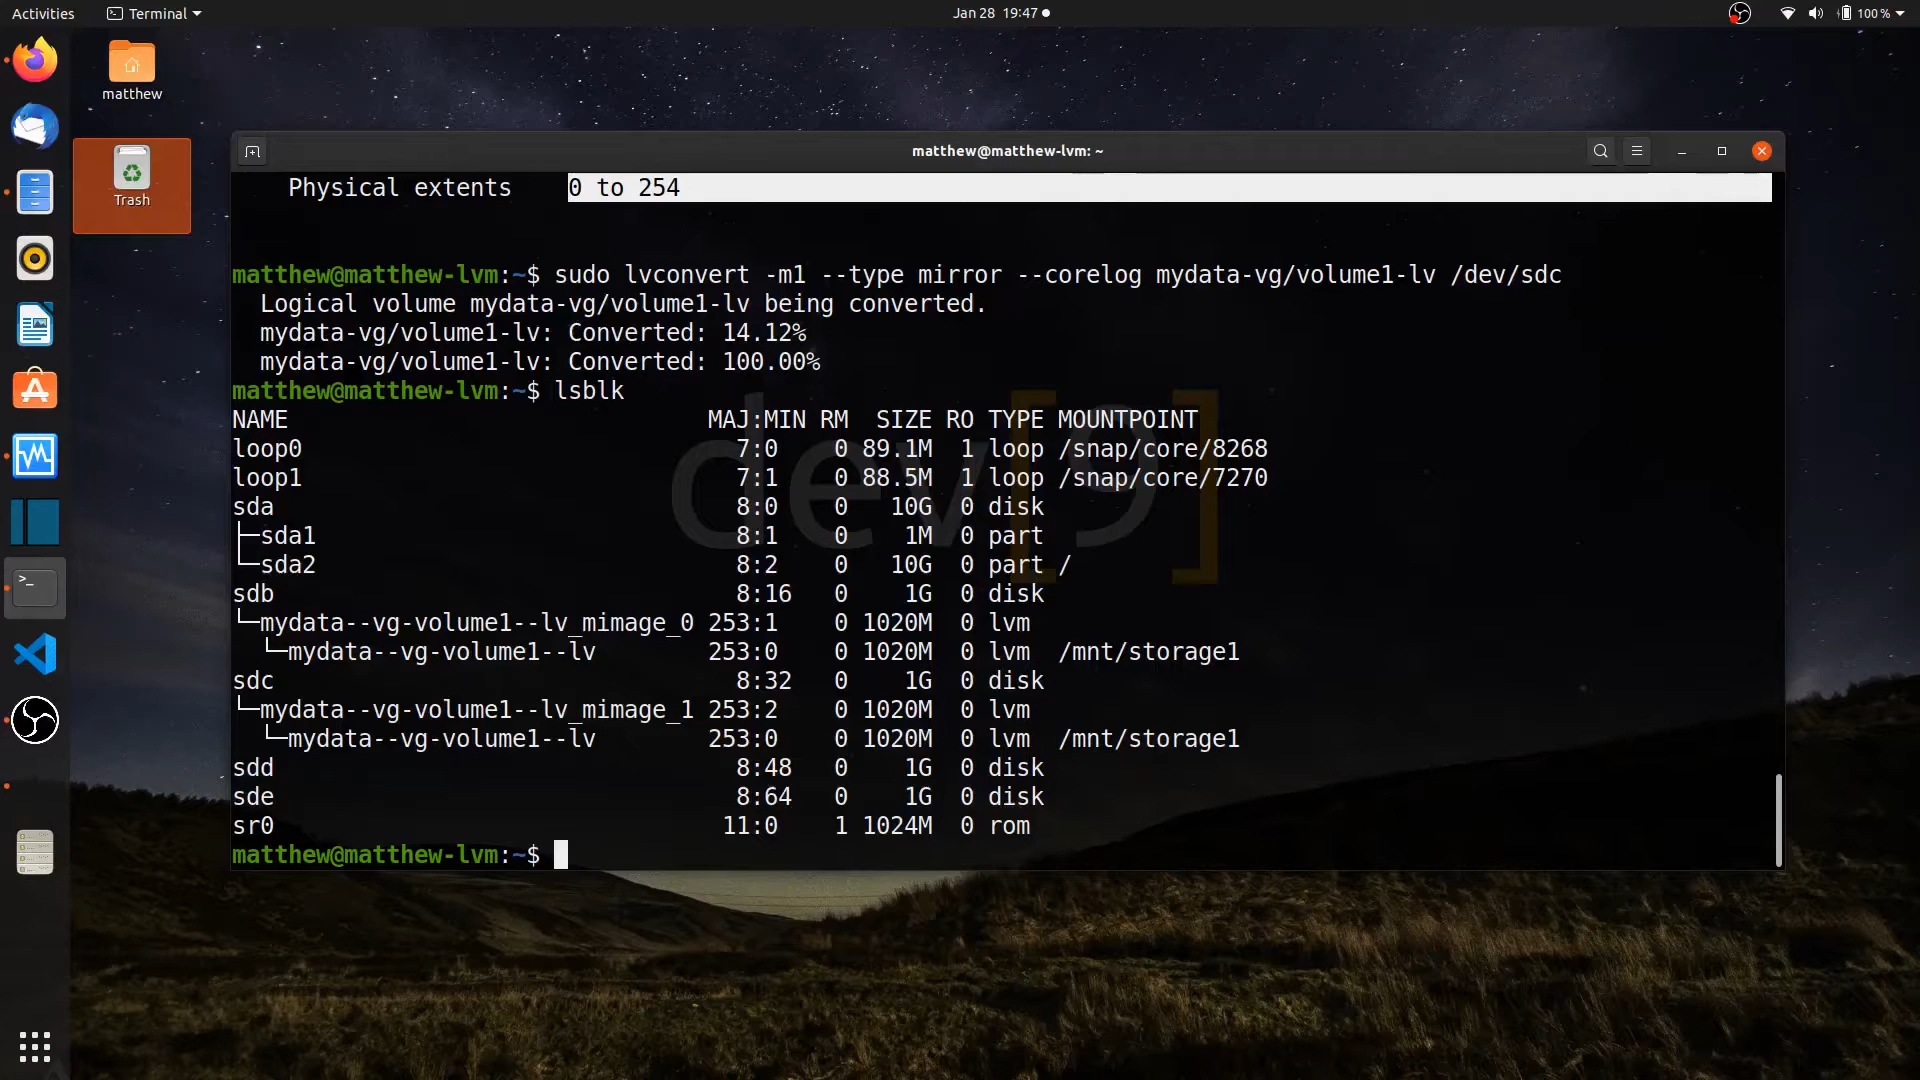 Activities
Terminal
Jan 28 19:47
100 %
matthew
Trash
matthew@matthew-lvm: ~
Physical extents 0 to 254
matthew@matthew-lvm:~$ sudo lvconvert -m1 --type mirror --corelog mydata-vg/volume1-lv /dev/sdc
Logical volume mydata-vg/volume1-lv being converted.
mydata-vg/volume1-lv: Converted: 14.12%
mydata-vg/volume1-lv: Converted: 100.00%
matthew@matthew-lvm:~$ lsblk
NAME MAJ:MIN RM SIZE RO TYPE MOUNTPOINT
loop0 7:0 0 89.1M 1 loop /snap/core/8268
loop1 7:1 0 88.5M 1 loop /snap/core/7270
sda 8:0 0 10G 0 disk
├─sda1 8:1 0 1M 0 part
└─sda2 8:2 0 10G 0 part /
sdb 8:16 0 1G 0 disk
└─mydata--vg-volume1--lv_mimage_0 253:1 0 1020M 0 lvm
└─mydata--vg-volume1--lv 253:0 0 1020M 0 lvm /mnt/storage1
sdc 8:32 0 1G 0 disk
└─mydata--vg-volume1--lv_mimage_1 253:2 0 1020M 0 lvm
└─mydata--vg-volume1--lv 253:0 0 1020M 0 lvm /mnt/storage1
sdd 8:48 0 1G 0 disk
sde 8:64 0 1G 0 disk
sr0 11:0 1 1024M 0 rom
matthew@matthew-lvm:~$
dev[9]